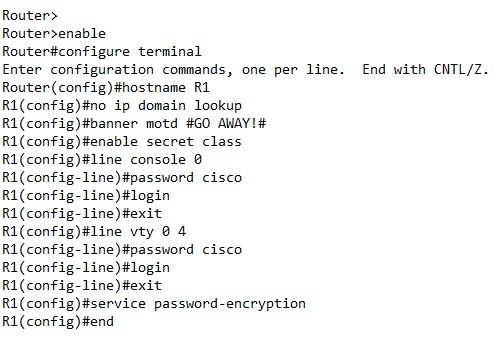 Router>
Router>enable
Router#configure terminal
Enter configuration commands, one per line.  End with CNTL/Z.
Router(config)#hostname R1
R1(config)#no ip domain lookup
R1(config)#banner motd #GO AWAY!#
R1(config)#enable secret class
R1(config)#line console 0
R1(config-line)#password cisco
R1(config-line)#login
R1(config-line)#exit
R1(config)#line vty 0 4
R1(config-line)#password cisco
R1(config-line)#login
R1(config-line)#exit
R1(config)#service password-encryption
R1(config)#end